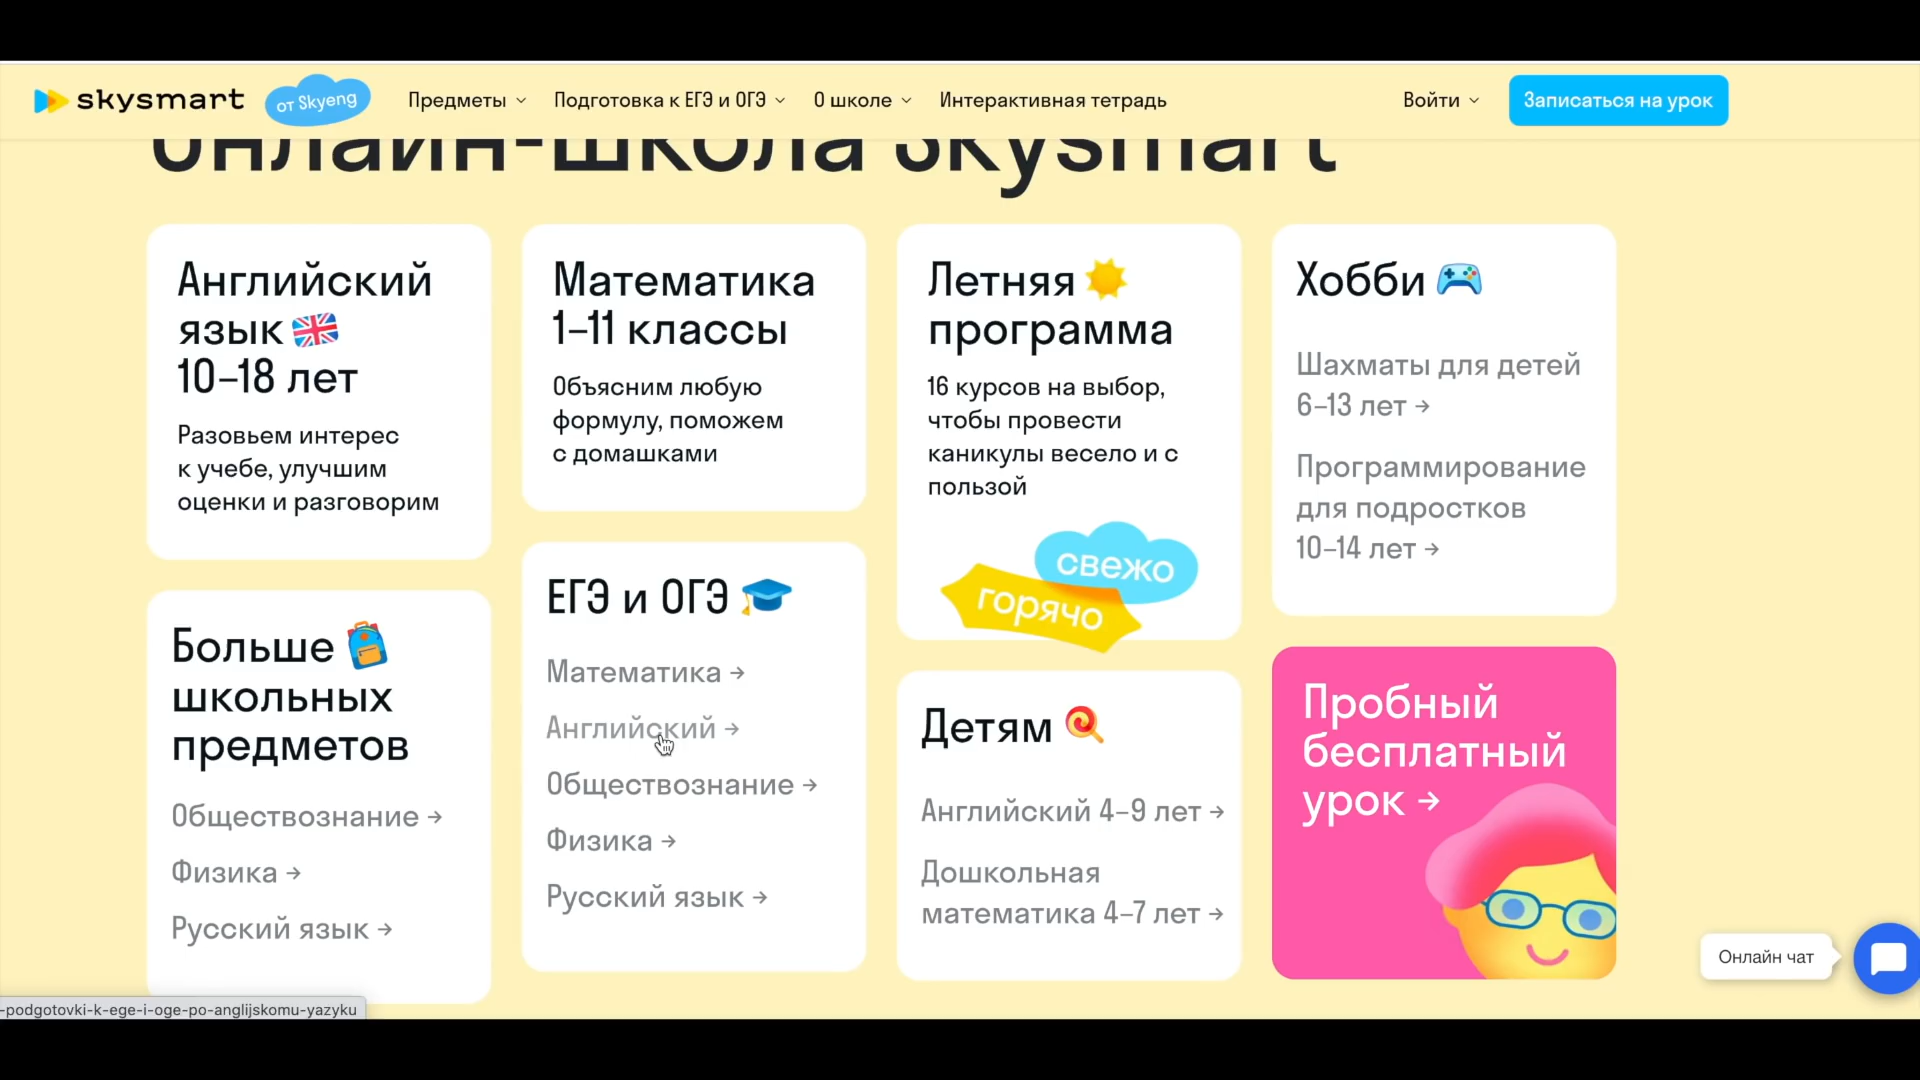 skysmart
от Skyeng
Предметы
Подготовка к ЕГЭ и ОГЭ
О школе
Интерактивная тетрадь
Войти
Записаться на урок
онлайн-школа Skysmart
Английский
язык
10–18 лет
Разовьем интерес
к учебе, улучшим
оценки и разговорим
Математика
1–11 классы
Объясним любую
формулу, поможем
с домашками
Летняя
программа
16 курсов на выбор,
чтобы провести
каникулы весело и с
пользой
свежо
горячо
Хобби
Шахматы для детей
6–13 лет →
Программирование
для подростков
10–14 лет →
Больше
школьных
предметов
Обществознание →
Физика →
Русский язык →
ЕГЭ и ОГЭ
Математика →
Английский →
Обществознание →
Физика →
Русский язык →
Детям
Английский 4–9 лет →
Дошкольная
математика 4–7 лет →
Пробный
бесплатный
урок →
Онлайн чат
-podgotovki-k-ege-i-oge-po-anglijskomu-yazyku